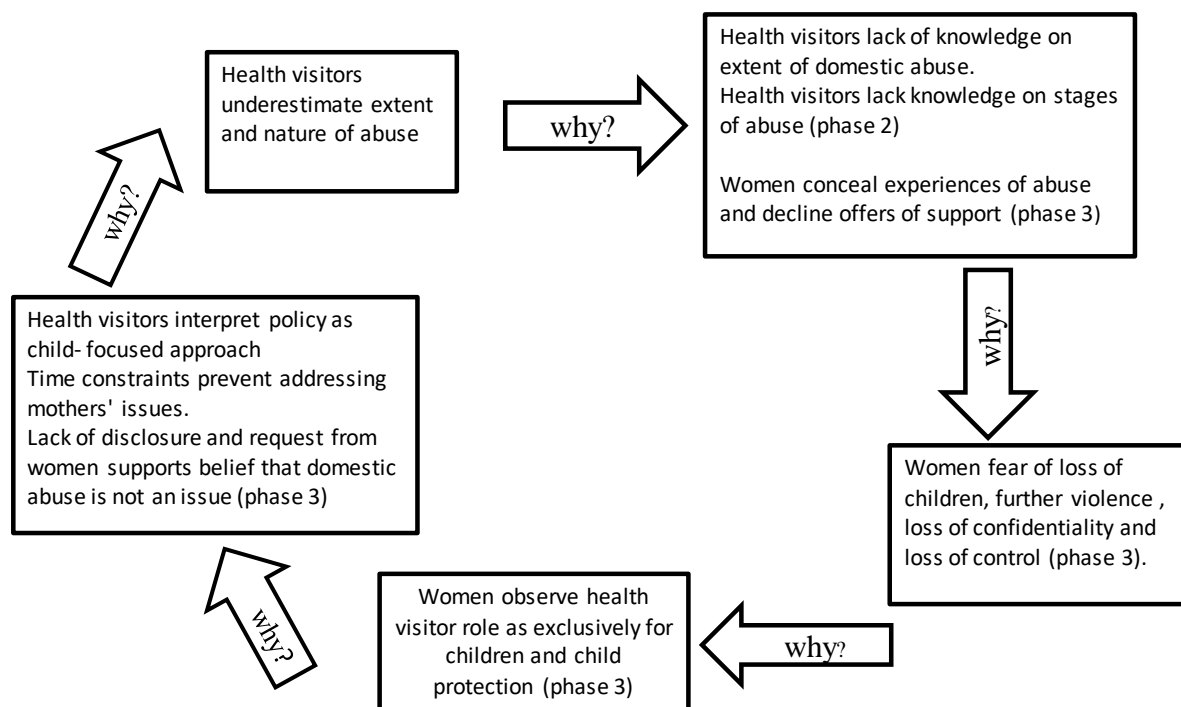 Health visitors
underestimate extent
and nature of abuse
why?
Health visitors lack of knowledge on
extent of domestic abuse.
Health visitors lack knowledge on stages
of abuse (phase 2)
Women conceal experiences of abuse
and decline offers of support (phase 3)
why?
Women fear of loss of
children, further violence ,
loss of confidentiality and
loss of control (phase 3).
why?
Women observe health
visitor role as exclusively for
children and child
protection (phase 3)
why?
Health visitors interpret policy as
child- focused approach
Time constraints prevent addressing
mothers' issues.
Lack of disclosure and request from
women supports belief that domestic
abuse is not an issue (phase 3)
why?